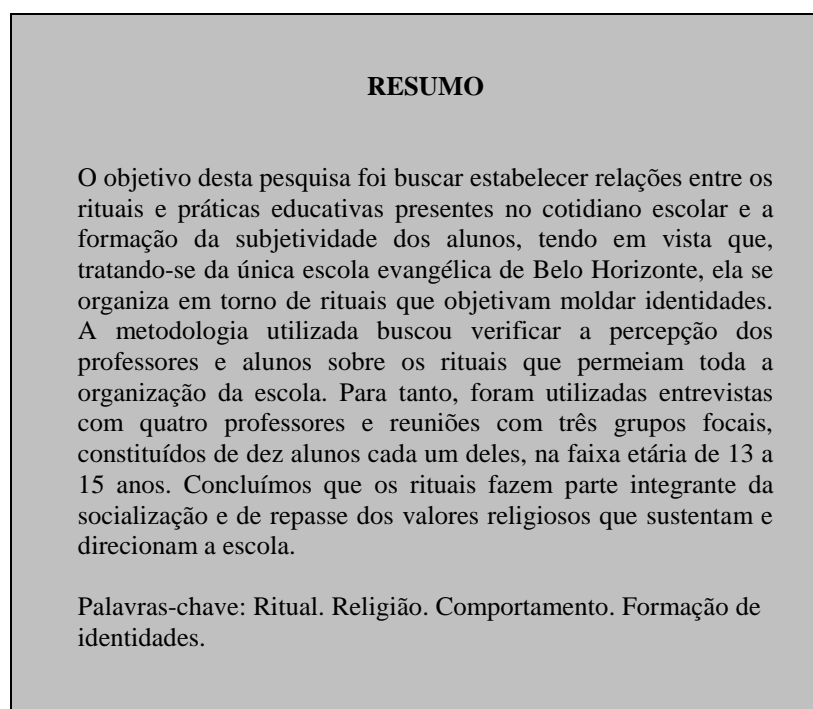 RESUMO
O objetivo desta pesquisa foi buscar estabelecer relações entre os
rituais e práticas educativas presentes no cotidiano escolar e a
formação da subjetividade dos alunos, tendo em vista que,
tratando-se da única escola evangélica de Belo Horizonte, ela se
organiza em torno de rituais que objetivam moldar identidades.
A metodologia utilizada buscou verificar a percepção dos
professores e alunos sobre os rituais que permeiam toda a
organização da escola. Para tanto, foram utilizadas entrevistas
com quatro professores e reuniões com três grupos focais,
constituídos de dez alunos cada um deles, na faixa etária de 13 a
15 anos. Concluímos que os rituais fazem parte integrante da
socialização e de repasse dos valores religiosos que sustentam e
direcionam a escola.
Palavras-chave: Ritual. Religião. Comportamento. Formação de
identidades.